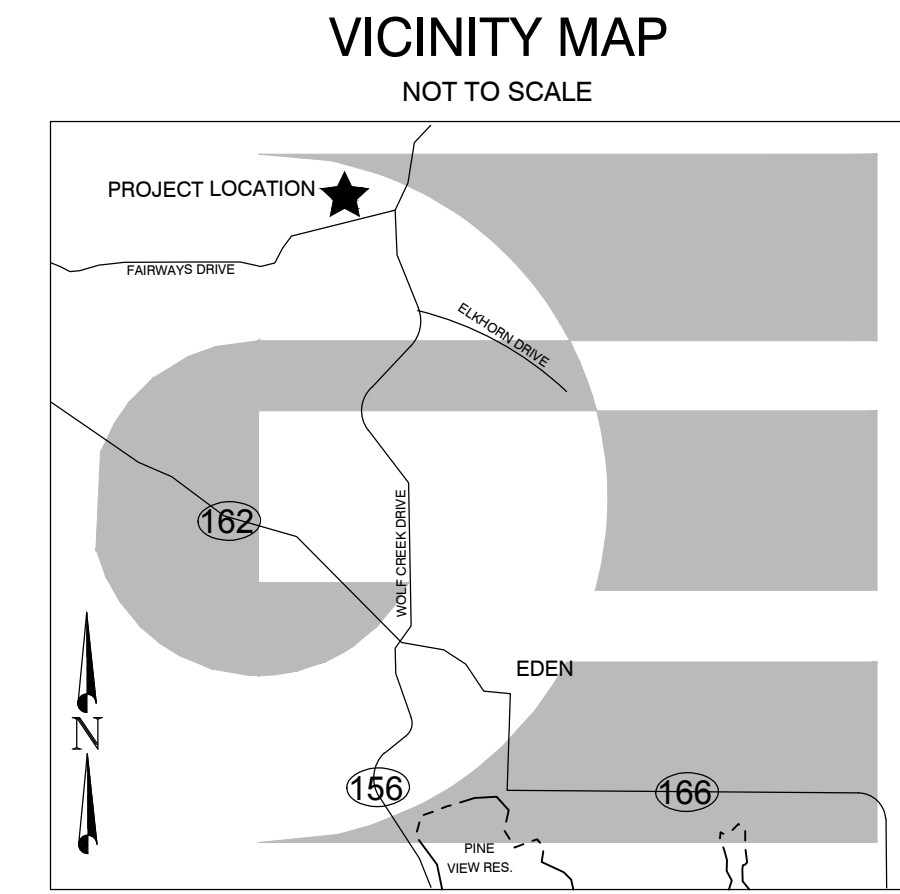 VICINITY MAP
NOT TO SCALE
PROJECT LOCATION
FAIRWAYS DRIVE
ELKHORN DRIVE
WOLF CREEK DRIVE
162
EDEN
N
156
166
PINE
VIEW RES.